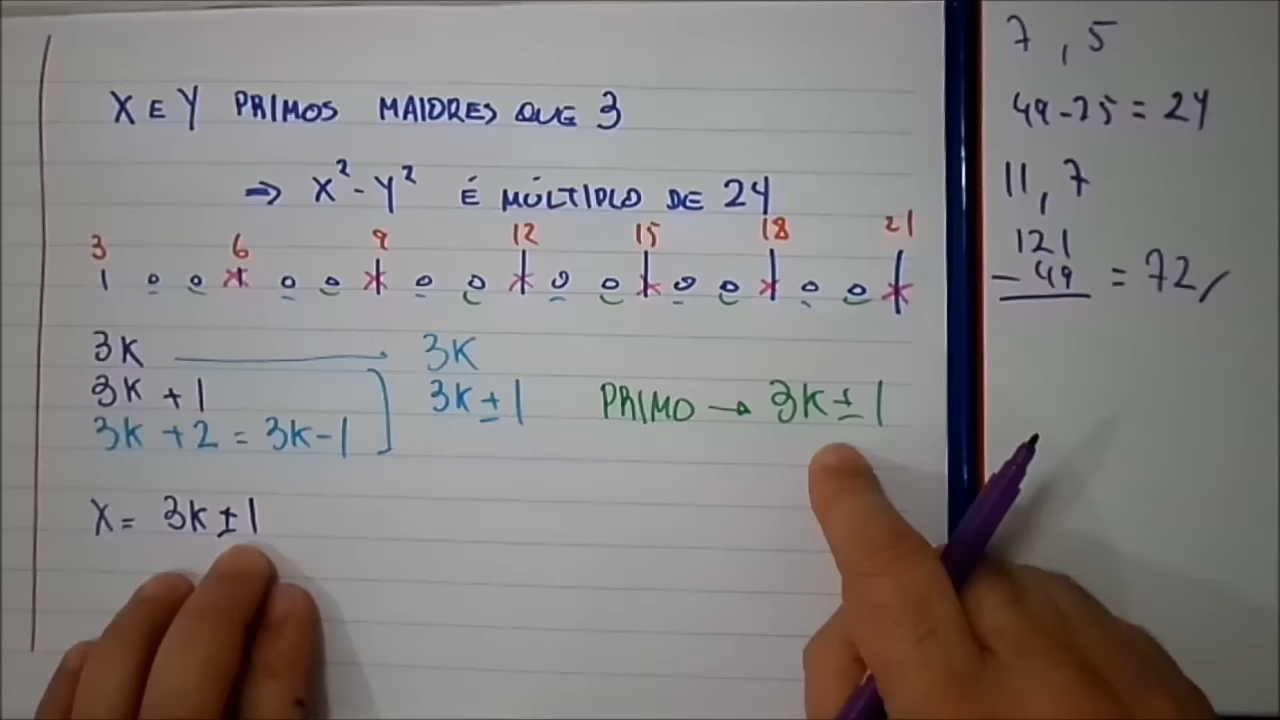 X E Y PRIMOS MAIORES QUE 3
⇒ X² - Y² É MÚLTIPLO DE 24
3 6 9 12 15 18 21
3K → 3K
3K + 1 3K ± 1 PRIMO → 3K ± 1
3K + 2 = 3K - 1
X = 3K ± 1
7 , 5
49 - 25 = 24
11 , 7
121
- 49 = 72